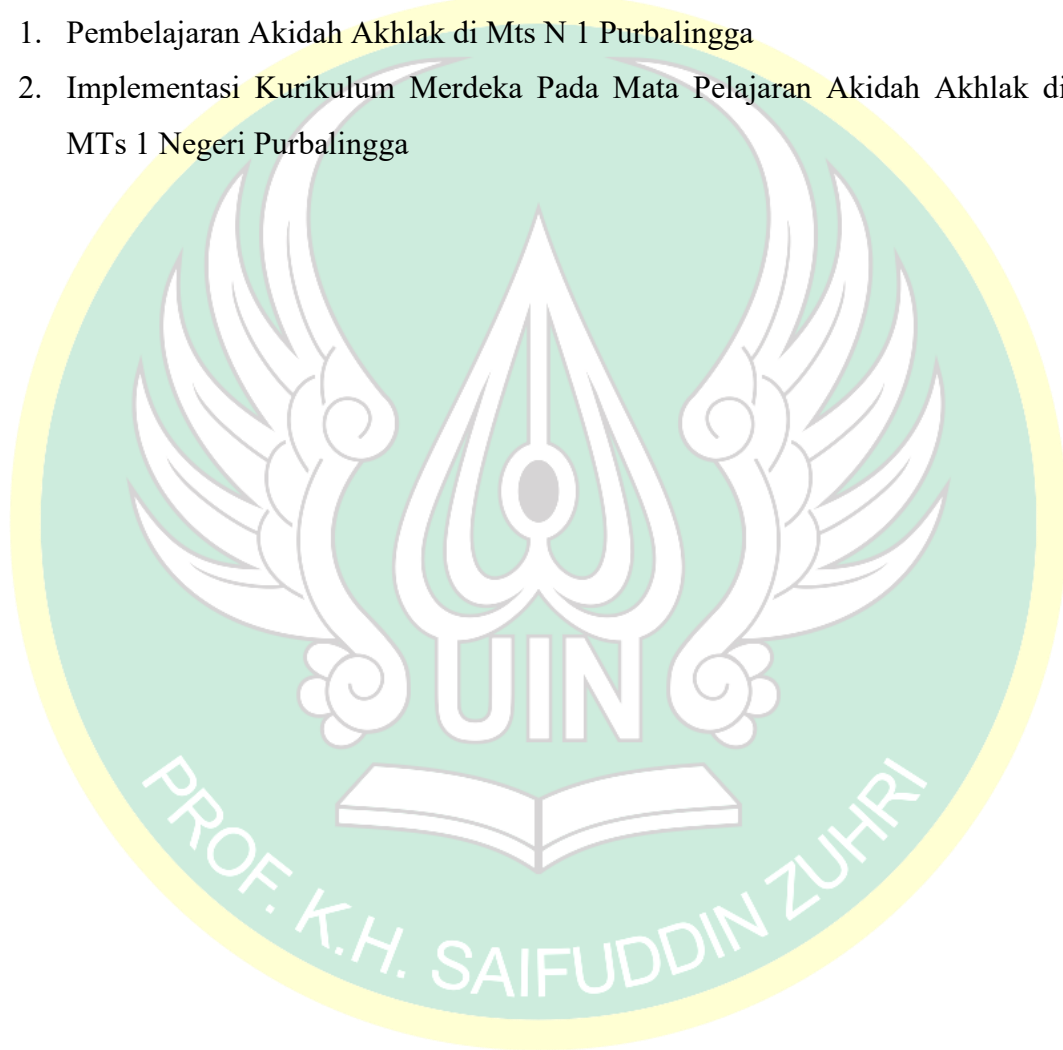 1. Pembelajaran Akidah Akhlak di Mts N 1 Purbalingga
2. Implementasi Kurikulum Merdeka Pada Mata Pelajaran Akidah Akhlak di
MTs 1 Negeri Purbalingga
UIN
PROF. K.H. SAIFUDDIN ZUHRI